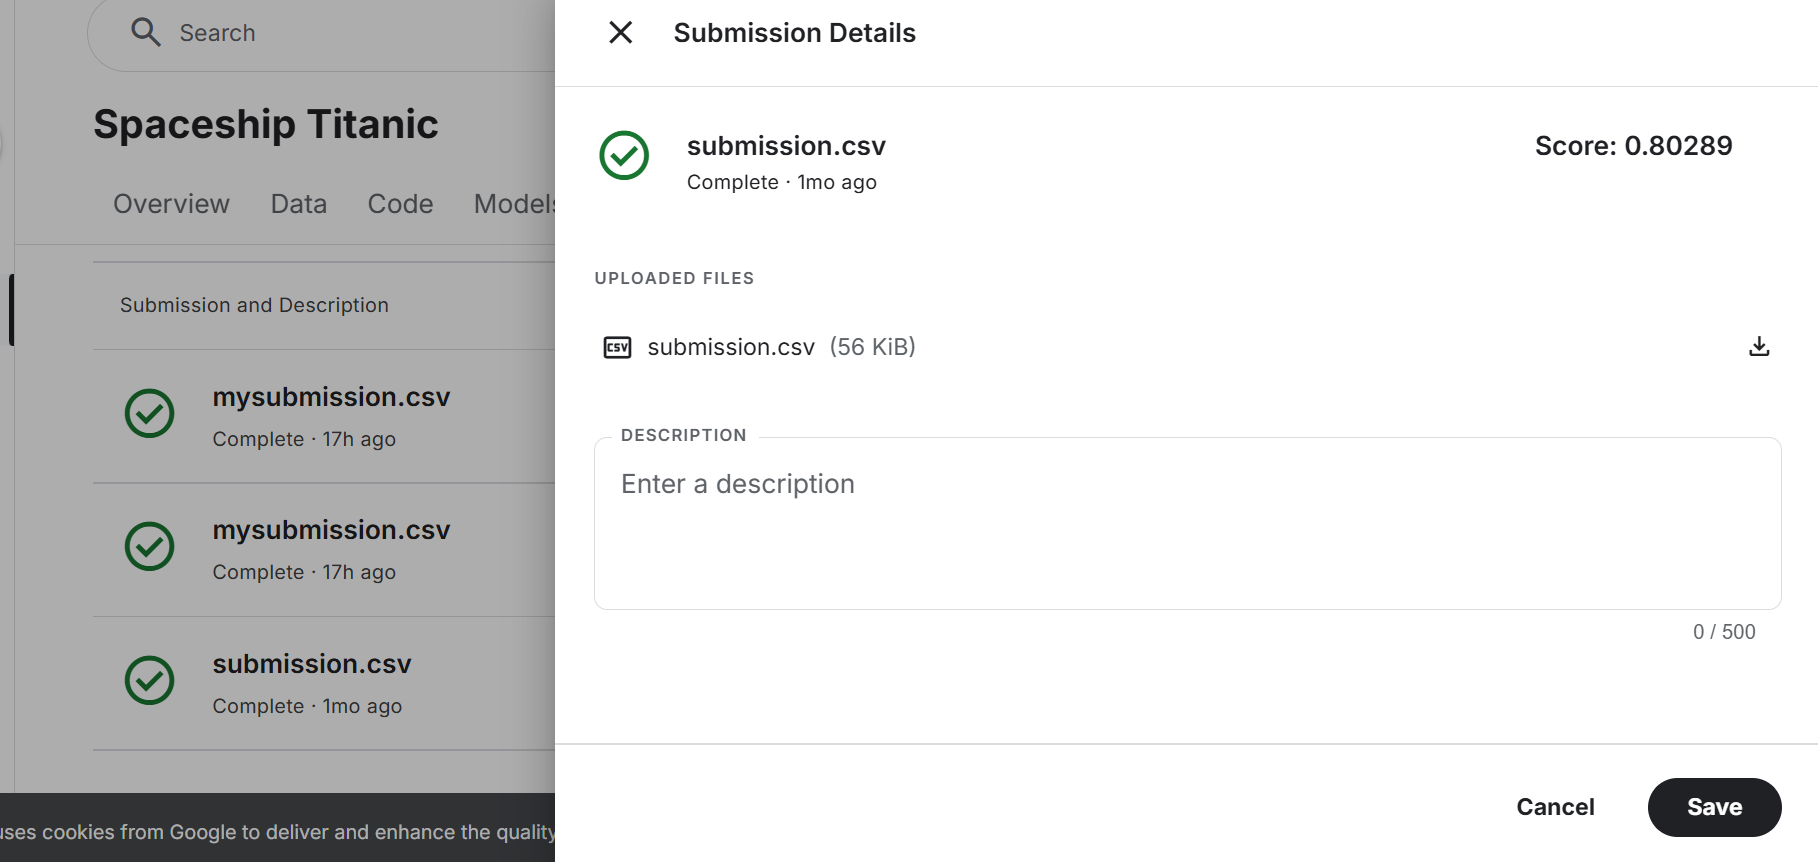 Search
Spaceship Titanic
Overview Data Code Models
Submission and Description
mysubmission.csv
Complete · 17h ago
mysubmission.csv
Complete · 17h ago
submission.csv
Complete · 1mo ago
uses cookies from Google to deliver and enhance the quality
Submission Details
submission.csv
Complete · 1mo ago
Score: 0.80289
UPLOADED FILES
CSV submission.csv (56 KiB)
DESCRIPTION
Enter a description
0 / 500
Cancel Save